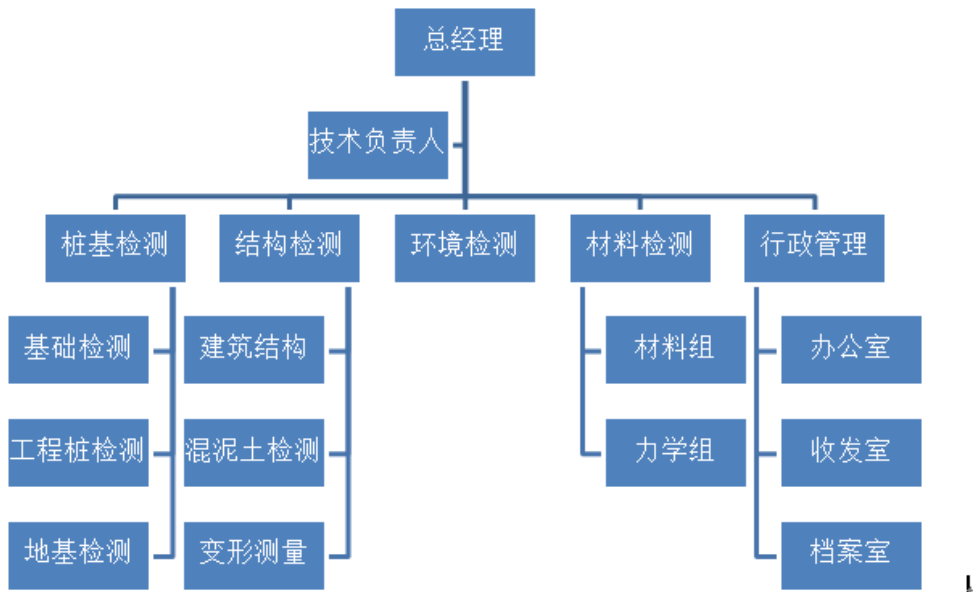 总经理
技术负责人
桩基检测
结构检测
环境检测
材料检测
行政管理
基础检测
建筑结构
材料组
办公室
工程桩检测
混泥土检测
力学组
收发室
地基检测
变形测量
档案室